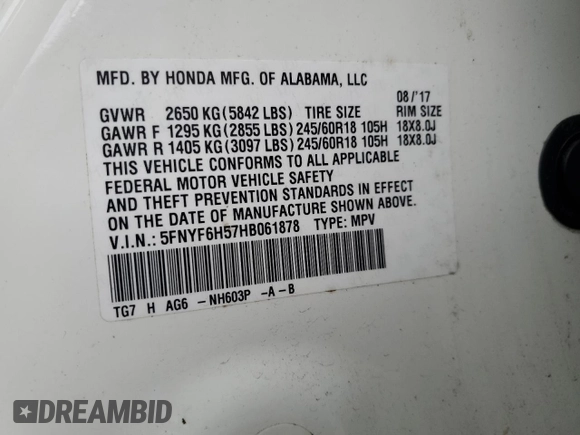 MFD. BY HONDA MFG. OF ALABAMA, LLC
08/'17
GVWR 2650 KG(5842 LBS) TIRE SIZE RIM SIZE
GAWR F 1295 KG(2855 LBS)245/60R18 105H 18X8.0J
GAWR R 1405 KG(3097 LBS)245/60R18 105H 18X8.0J
THIS VEHICLE CONFORMS TO ALL APPLICABLE
FEDERAL MOTOR VEHICLE SAFETY
AND THEFT PREVENTION STANDARDS IN EFFECT
ON THE DATE OF MANUFACTURE SHOWN ABOVE.
V.I.N.: 5FNYF6H57HB061878 TYPE: MPV
TG7 H AG6 -NH603P -A-B
DREAMBID